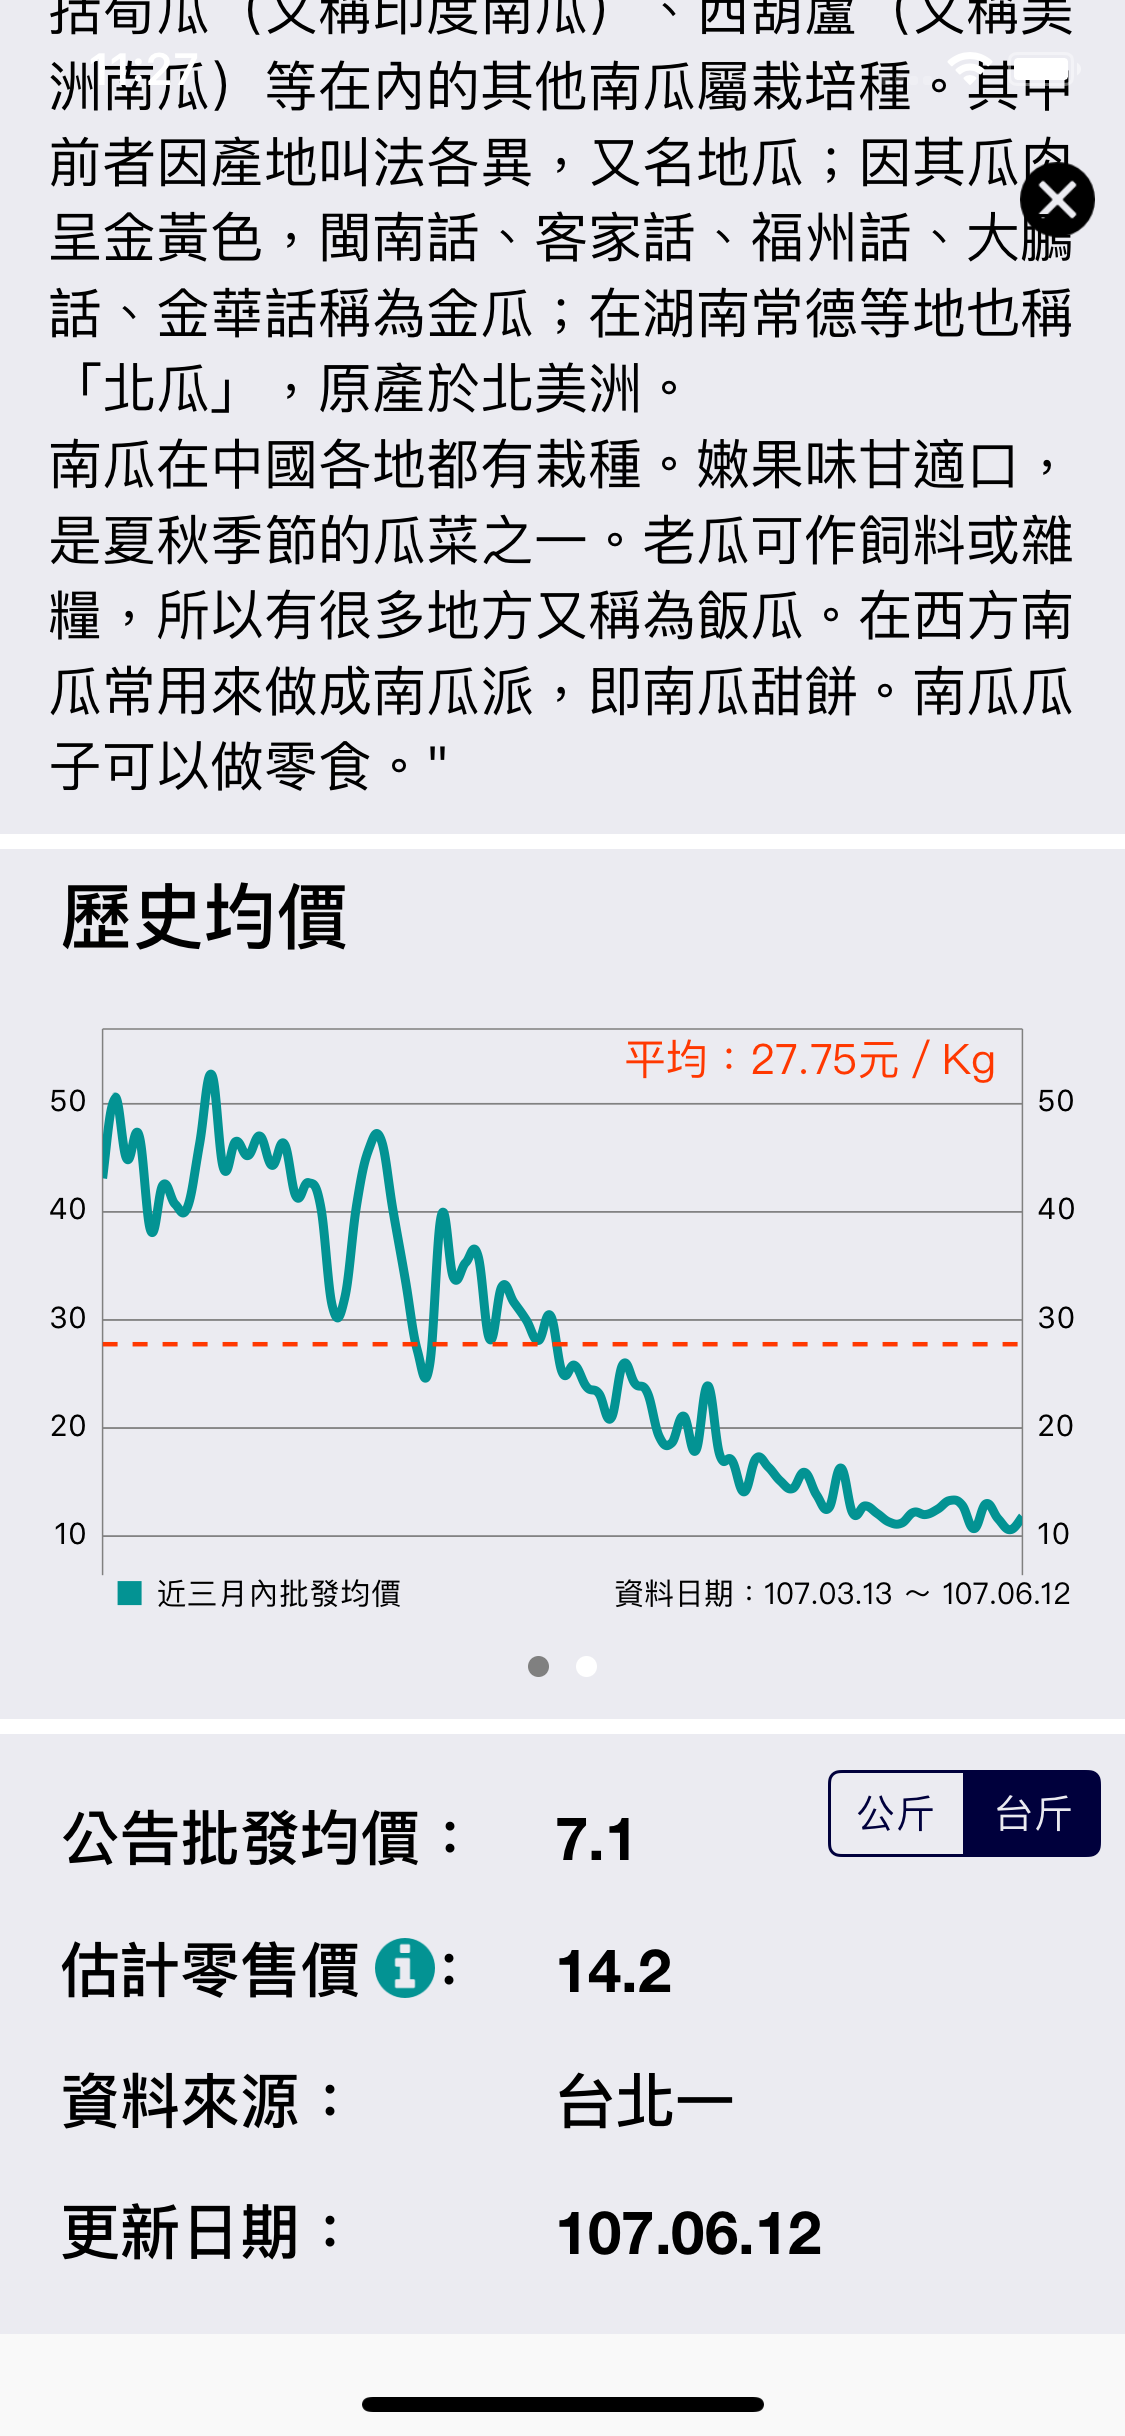 括筍瓜（又稱印度南瓜）、西葫蘆（又稱美
11:27
洲南瓜）等在內的其他南瓜屬栽培種。其中
前者因產地叫法各異，又名地瓜；因其瓜肉
呈金黃色，閩南話、客家話、福州話、大鵬
話、金華話稱為金瓜；在湖南常德等地也稱
「北瓜」，原產於北美洲。
南瓜在中國各地都有栽種。嫩果味甘適口，
是夏秋季節的瓜菜之一。老瓜可作飼料或雜
糧，所以有很多地方又稱為飯瓜。在西方南
瓜常用來做成南瓜派，即南瓜甜餅。南瓜瓜
子可以做零食。"
歷史均價
平均：27.75元 / Kg
50 50
40 40
30 30
20 20
10 10
近三月內批發均價 資料日期：107.03.13 ～ 107.06.12
公告批發均價： 7.1 公斤 台斤
估計零售價 i： 14.2
資料來源： 台北一
更新日期： 107.06.12